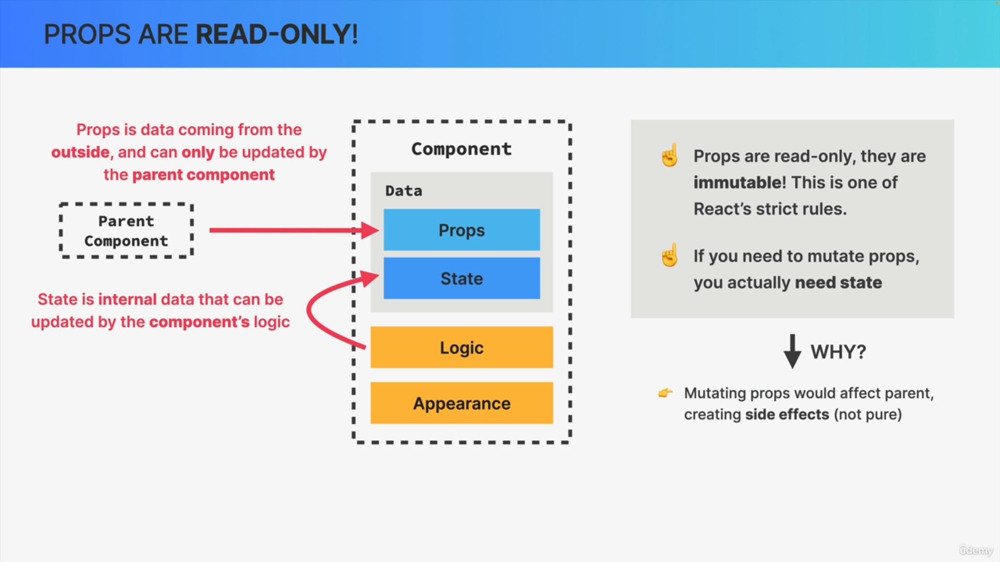 PROPS ARE READ-ONLY!
Props is data coming from the
outside, and can only be updated by
the parent component
Parent
Component
State is internal data that can be
updated by the component’s logic
Component
Data
Props
State
Logic
Appearance
☝️ Props are read-only, they are
immutable! This is one of
React’s strict rules.
☝️ If you need to mutate props,
you actually need state
WHY?
👉 Mutating props would affect parent,
creating side effects (not pure)
ûdemy